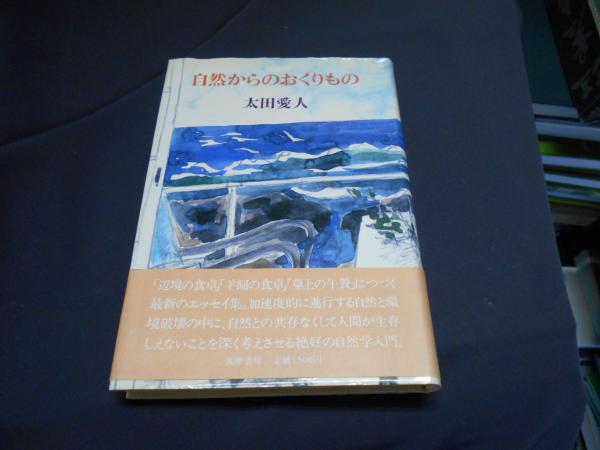 自然からのおくりもの
太田愛人
「辺境の食卓」「羊飼の食卓」「草上の午餐」につづく
最新のエッセイ集。加速度的に進行する自然と環
境破壊の中に、自然との共存なくして人間が生存
しえないことを深く考えさせる絶好の自然学入門。
筑摩書房 定価1500円